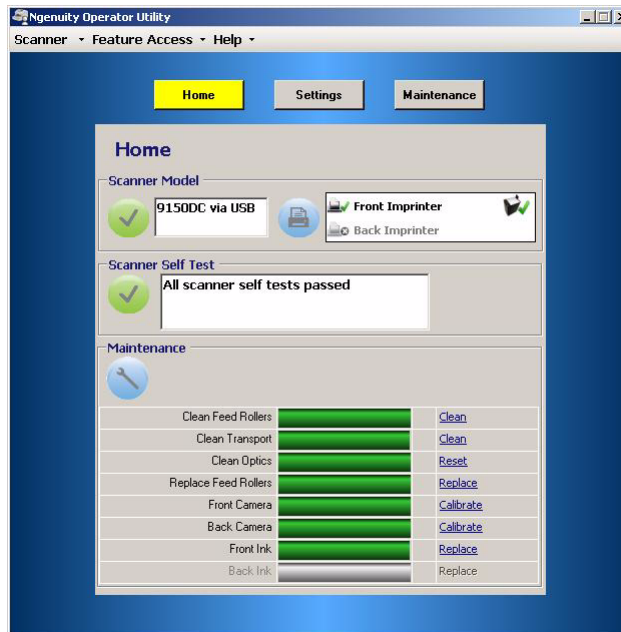 Ngenuity Operator Utility
Scanner Feature Access Help
Home Settings Maintenance
Home
Scanner Model
9150DC via USB
Front Imprinter
Back Imprinter
Scanner Self Test
All scanner self tests passed
Maintenance
Clean Feed Rollers Clean
Clean Transport Clean
Clean Optics Reset
Replace Feed Rollers Replace
Front Camera Calibrate
Back Camera Calibrate
Front Ink Replace
Back Ink Replace